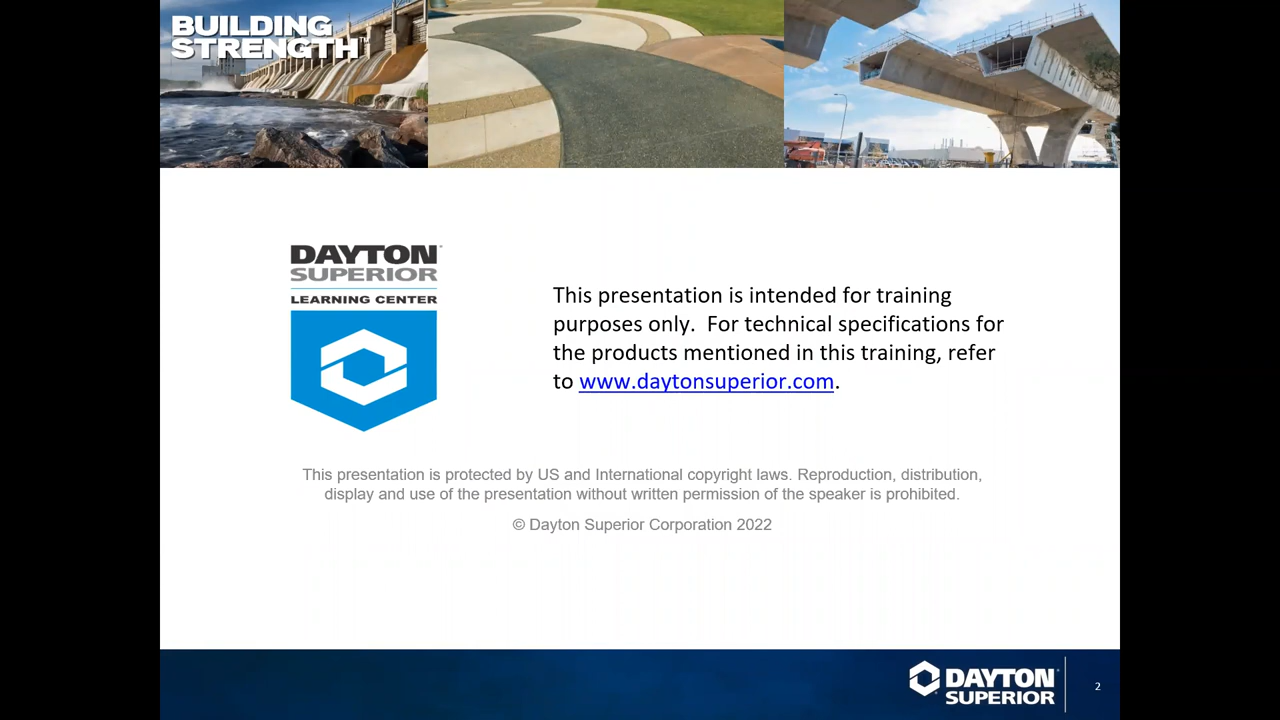 BUILDING
STRENGTH™
DAYTON™
SUPERIOR
LEARNING CENTER
This presentation is intended for training
purposes only.  For technical specifications for
the products mentioned in this training, refer
to www.daytonsuperior.com.
This presentation is protected by US and International copyright laws. Reproduction, distribution,
display and use of the presentation without written permission of the speaker is prohibited.
© Dayton Superior Corporation 2022
DAYTON
SUPERIOR
2